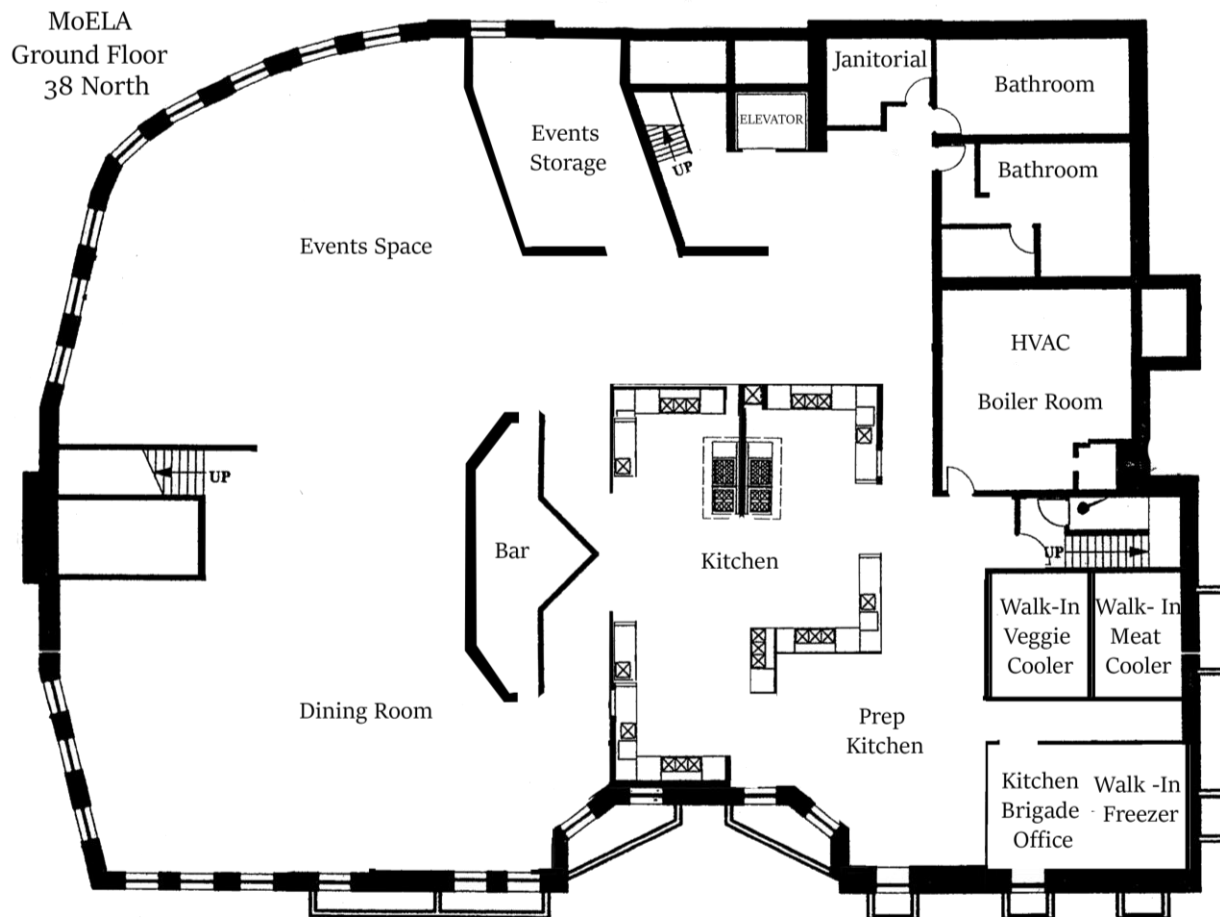 MoELA
Ground Floor
38 North
Janitorial
Bathroom
ELEVATOR
Events
Storage
UP
Bathroom
Events Space
HVAC
Boiler Room
UP
Bar
Kitchen
UP
Walk-In
Veggie
Cooler
Walk- In
Meat
Cooler
Dining Room
Prep
Kitchen
Kitchen
Brigade
Office
Walk -In
Freezer